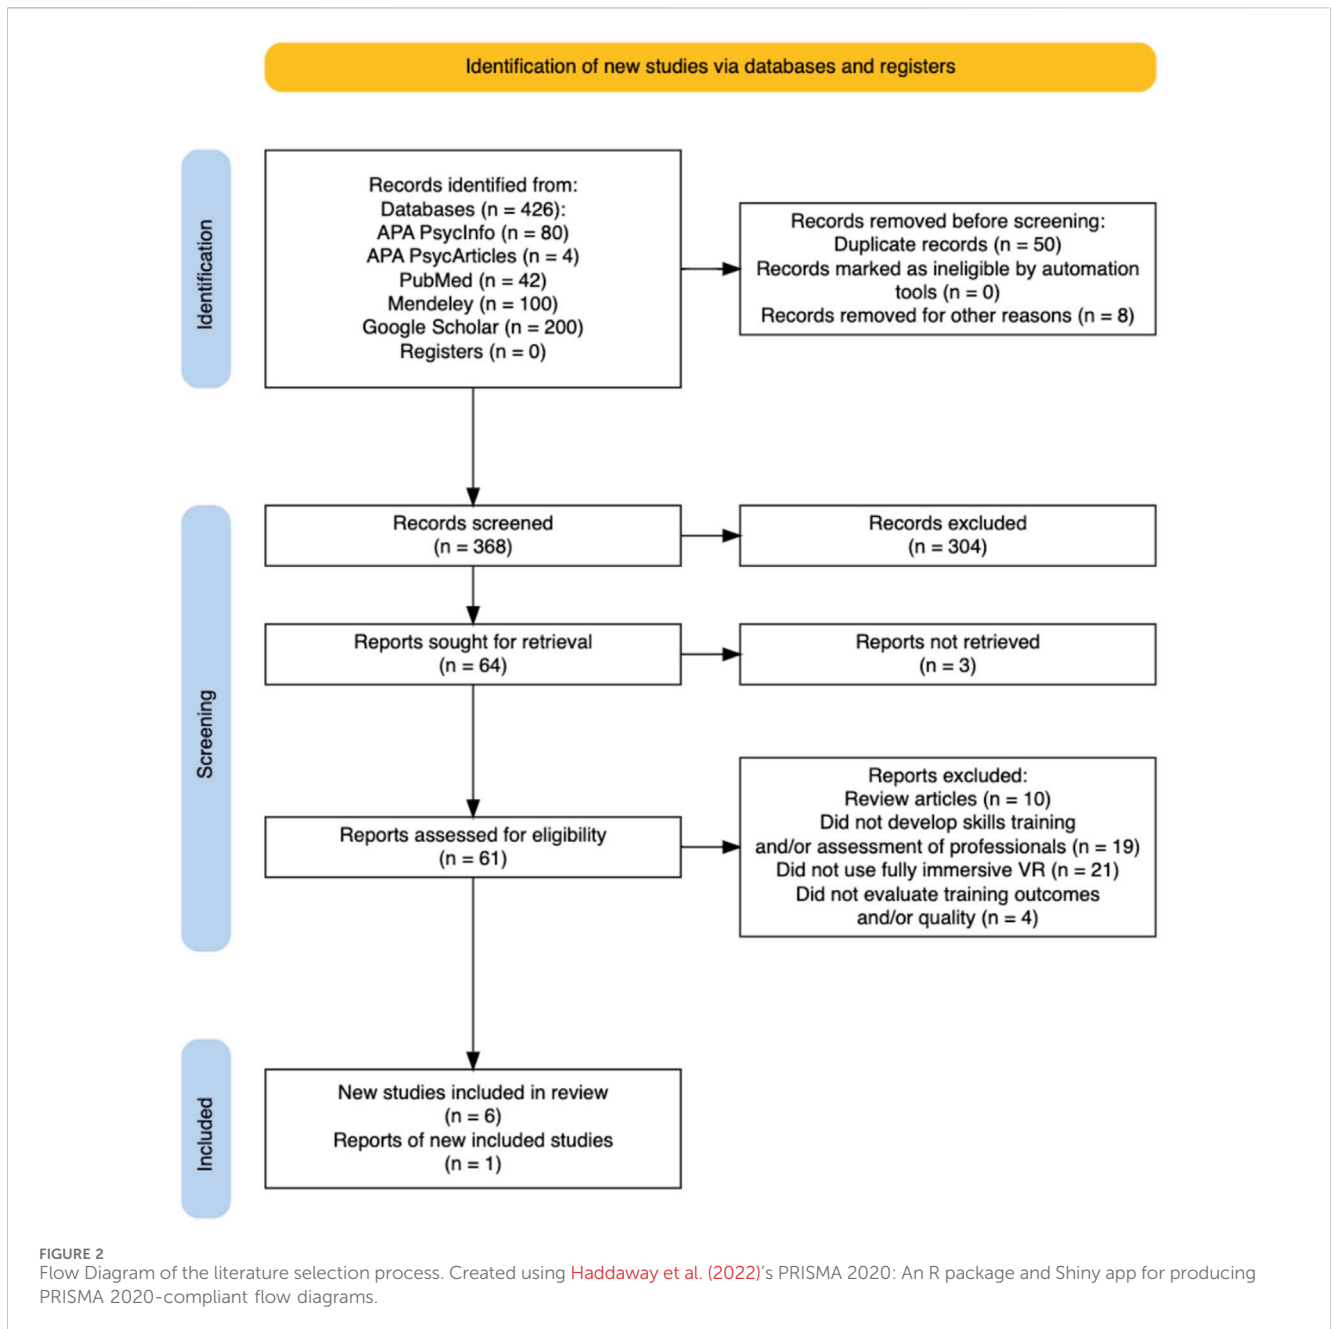 Identification of new studies via databases and registers
Identification
Records identified from:
Databases (n = 426):
APA PsycInfo (n = 80)
APA PsycArticles (n = 4)
PubMed (n = 42)
Mendeley (n = 100)
Google Scholar (n = 200)
Registers (n = 0)
Records removed before screening:
Duplicate records (n = 50)
Records marked as ineligible by automation
tools (n = 0)
Records removed for other reasons (n = 8)
Screening
Records screened
(n = 368)
Records excluded
(n = 304)
Reports sought for retrieval
(n = 64)
Reports not retrieved
(n = 3)
Reports assessed for eligibility
(n = 61)
Reports excluded:
Review articles (n = 10)
Did not develop skills training
and/or assessment of professionals (n = 19)
Did not use fully immersive VR (n = 21)
Did not evaluate training outcomes
and/or quality (n = 4)
Included
New studies included in review
(n = 6)
Reports of new included studies
(n = 1)
FIGURE 2
Flow Diagram of the literature selection process. Created using Haddaway et al. (2022)'s PRISMA 2020: An R package and Shiny app for producing
PRISMA 2020-compliant flow diagrams.